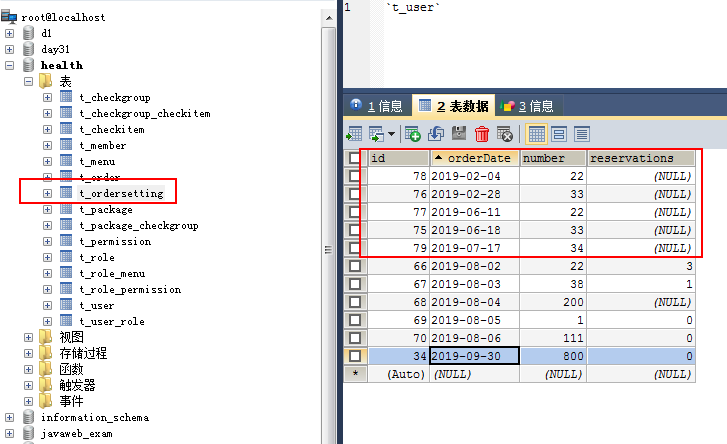 root@localhost
d1
day31
health
表
t_checkgroup
t_checkgroup_checkitem
t_checkitem
t_member
t_menu
t_order
t_ordersetting
t_package
t_package_checkgroup
t_permission
t_role
t_role_menu
t_role_permission
t_user
t_user_role
视图
存储过程
函数
触发器
事件
information_schema
javaweb_exam
1 `t_user`
1 信息 2 表数据 3 信息
id orderDate number reservations
78 2019-02-04 22 (NULL)
76 2019-02-28 33 (NULL)
77 2019-06-11 22 (NULL)
75 2019-06-18 33 (NULL)
79 2019-07-17 34 (NULL)
66 2019-08-02 22 3
67 2019-08-03 38 1
68 2019-08-04 200 (NULL)
69 2019-08-05 1 0
70 2019-08-06 111 0
34 2019-09-30 800 0
* (Auto) (NULL) (NULL) (NULL)